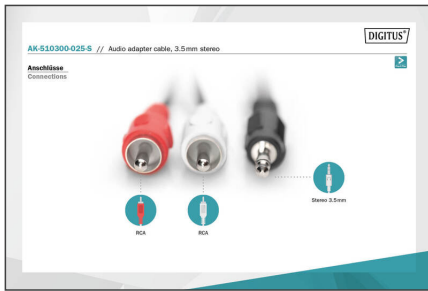 DIGITUS®
AK-510300-025-S // Audio adapter cable, 3.5mm stereo
Anschlüsse
Connections
Stereo 3.5mm
RCA
RCA